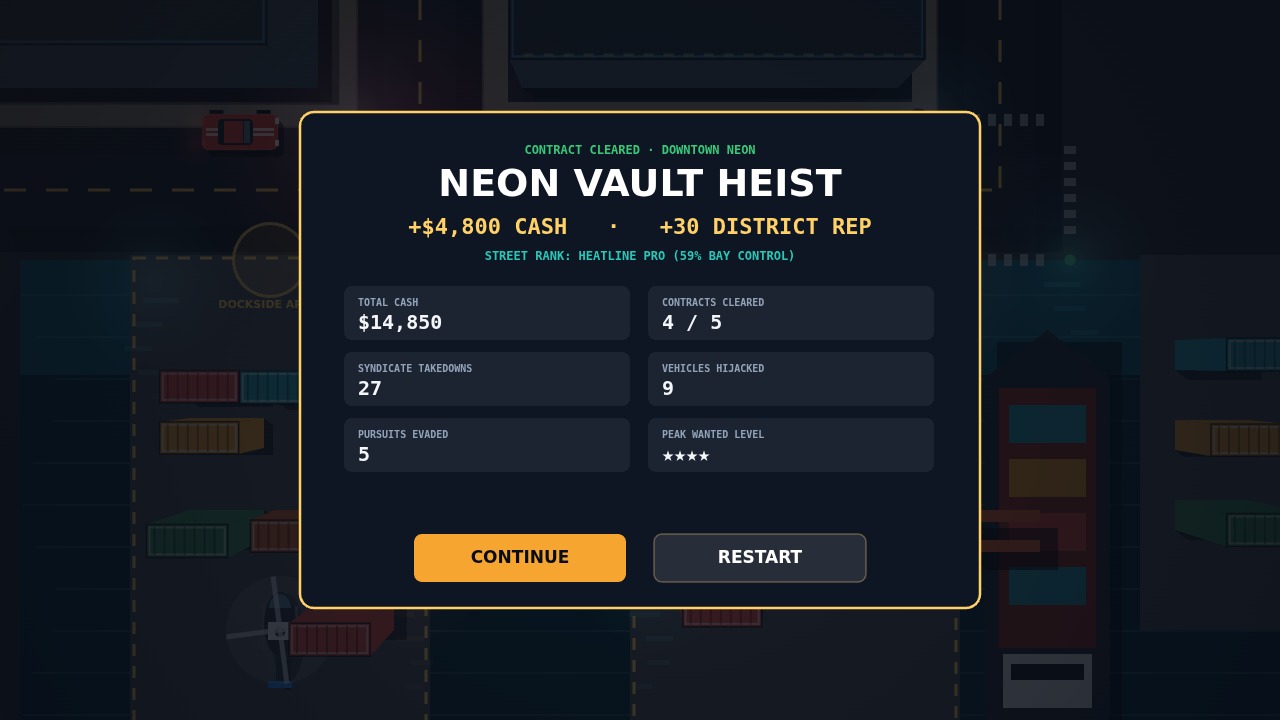 CONTRACT CLEARED · DOWNTOWN NEON
NEON VAULT HEIST
+$4,800 CASH · +30 DISTRICT REP
STREET RANK: HEATLINE PRO (59% BAY CONTROL)
DOCKSIDE
TOTAL CASH
$14,850
CONTRACTS CLEARED
4 / 5
SYNDICATE TAKEDOWNS
27
VEHICLES HIJACKED
9
PURSUITS EVADED
5
PEAK WANTED LEVEL
★★★★
CONTINUE
RESTART